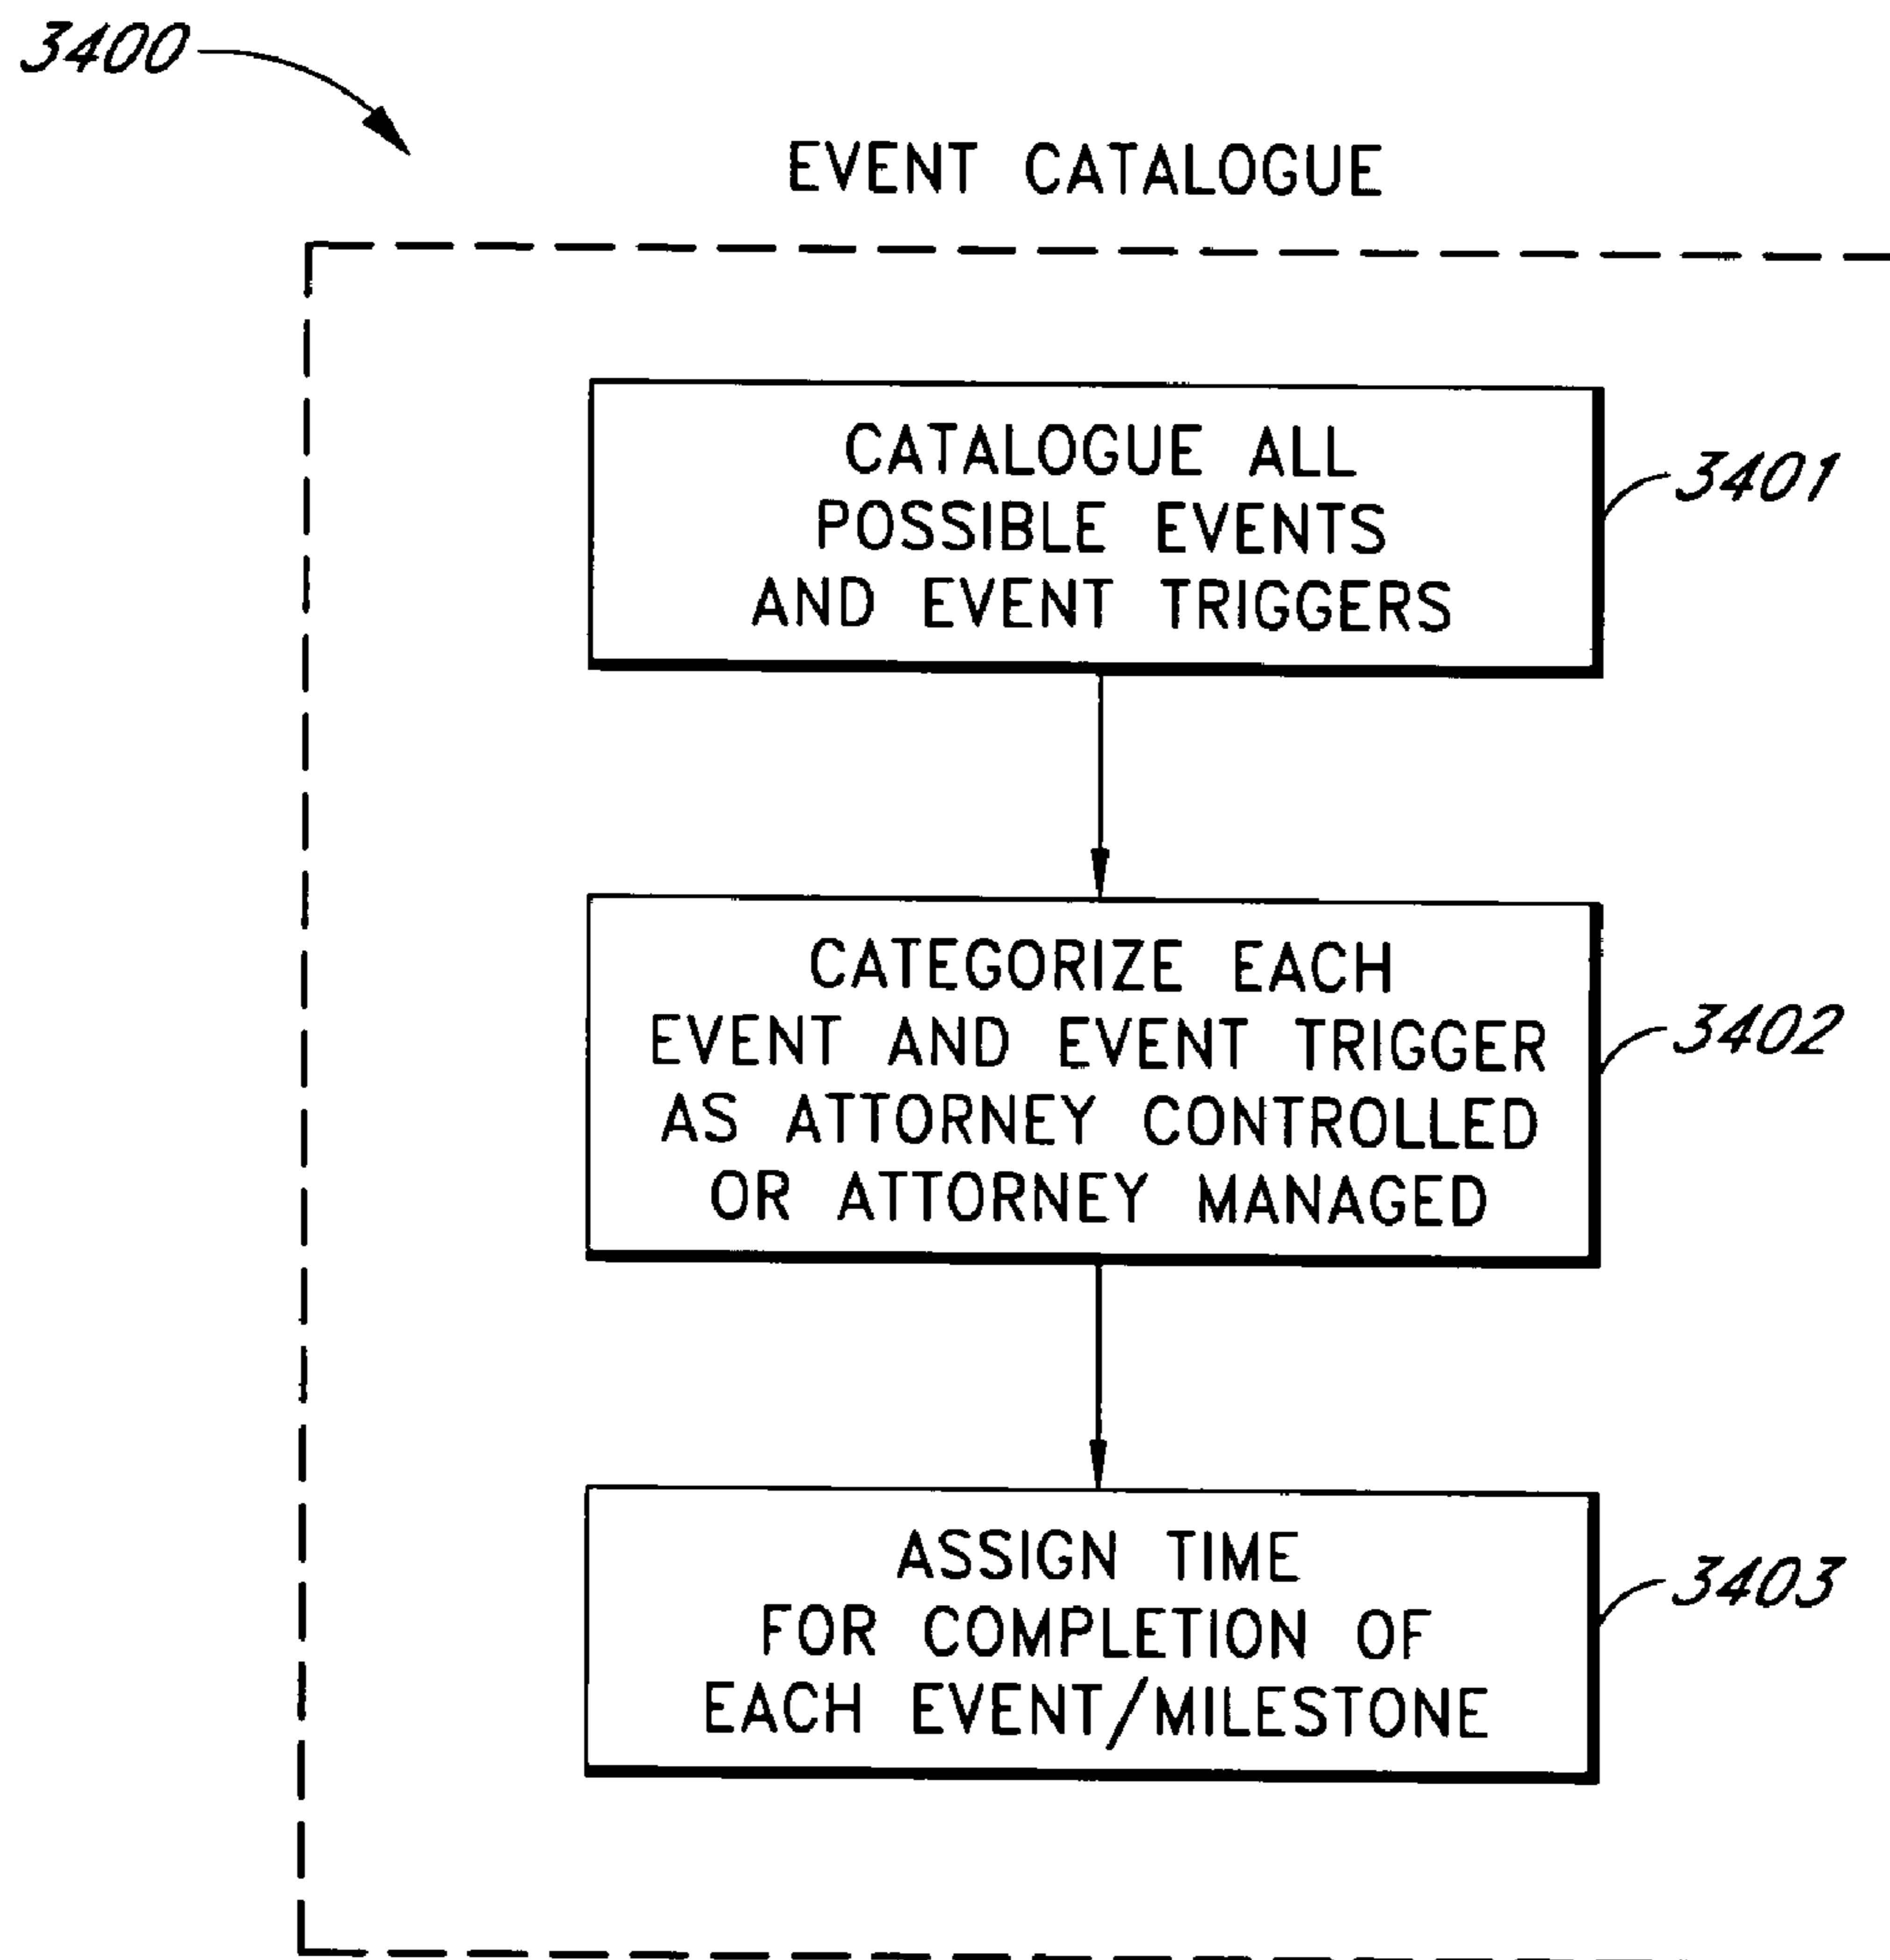 3400
EVENT CATALOGUE
CATALOGUE ALL
POSSIBLE EVENTS
AND EVENT TRIGGERS
3401
CATEGORIZE EACH
EVENT AND EVENT TRIGGER
AS ATTORNEY CONTROLLED
OR ATTORNEY MANAGED
3402
ASSIGN TIME
FOR COMPLETION OF
EACH EVENT/MILESTONE
3403